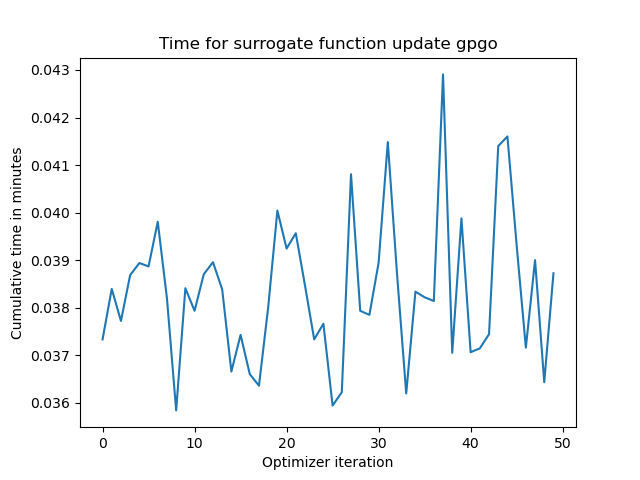 Time for surrogate function update gpgo
0.043
0.042
0.041
0.040
0.039
0.038
0.037
0.036
Cumulative time in minutes
0 10 20 30 40 50
Optimizer iteration